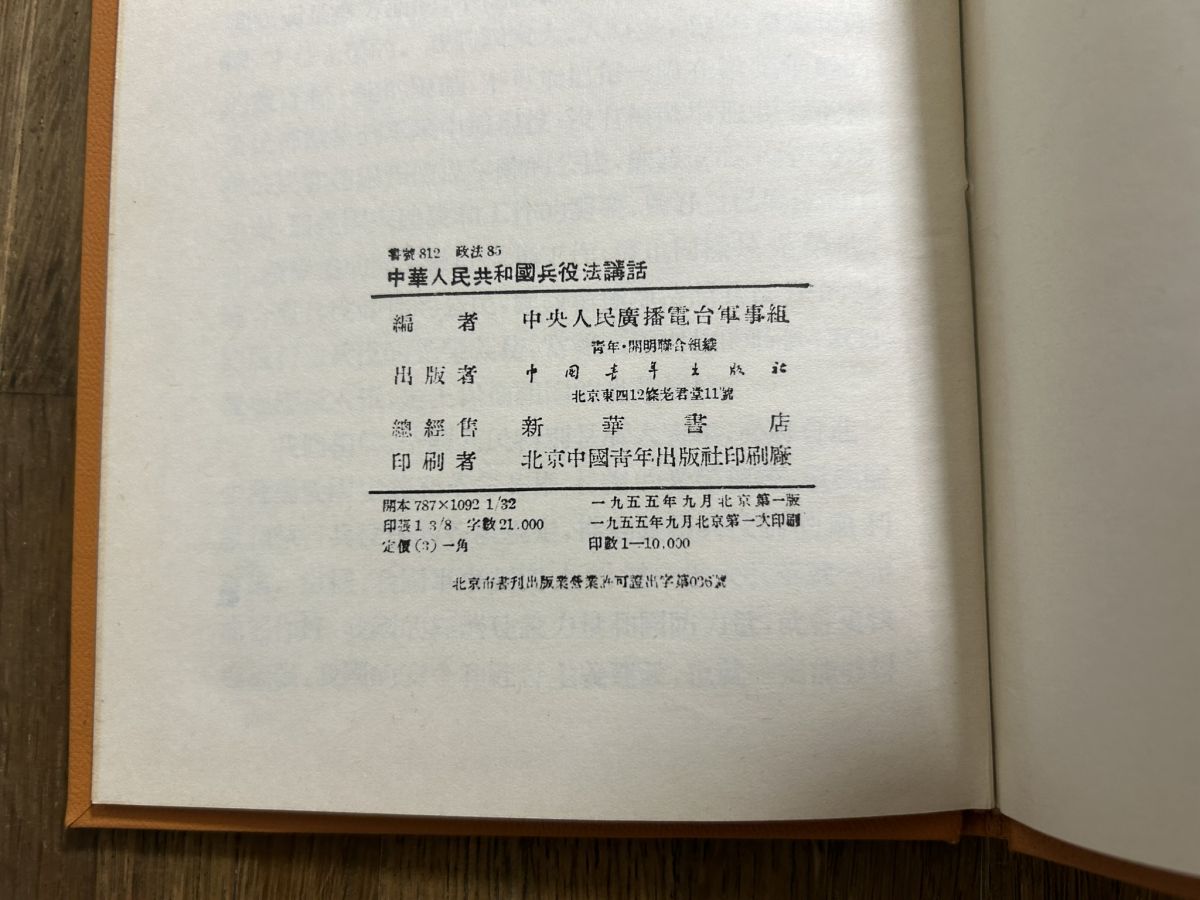 書號812 政法85
中華人民共和國兵役法講話
編者 中央人民廣播電台軍事組
靑年·開明聯合組織
出版者 中國青年出版社
北京東四12條老君堂11號
總經售 新華書店
印刷者 北京中國靑年出版社印刷廠
開本787×1092 1/32 一九五五年九月北京第一版
印張1 3/8 字數21,000 一九五五年九月北京第一次印刷
定價(3)一角 印數1—10,000
北京市書刊出版業營業許可證出字第036號